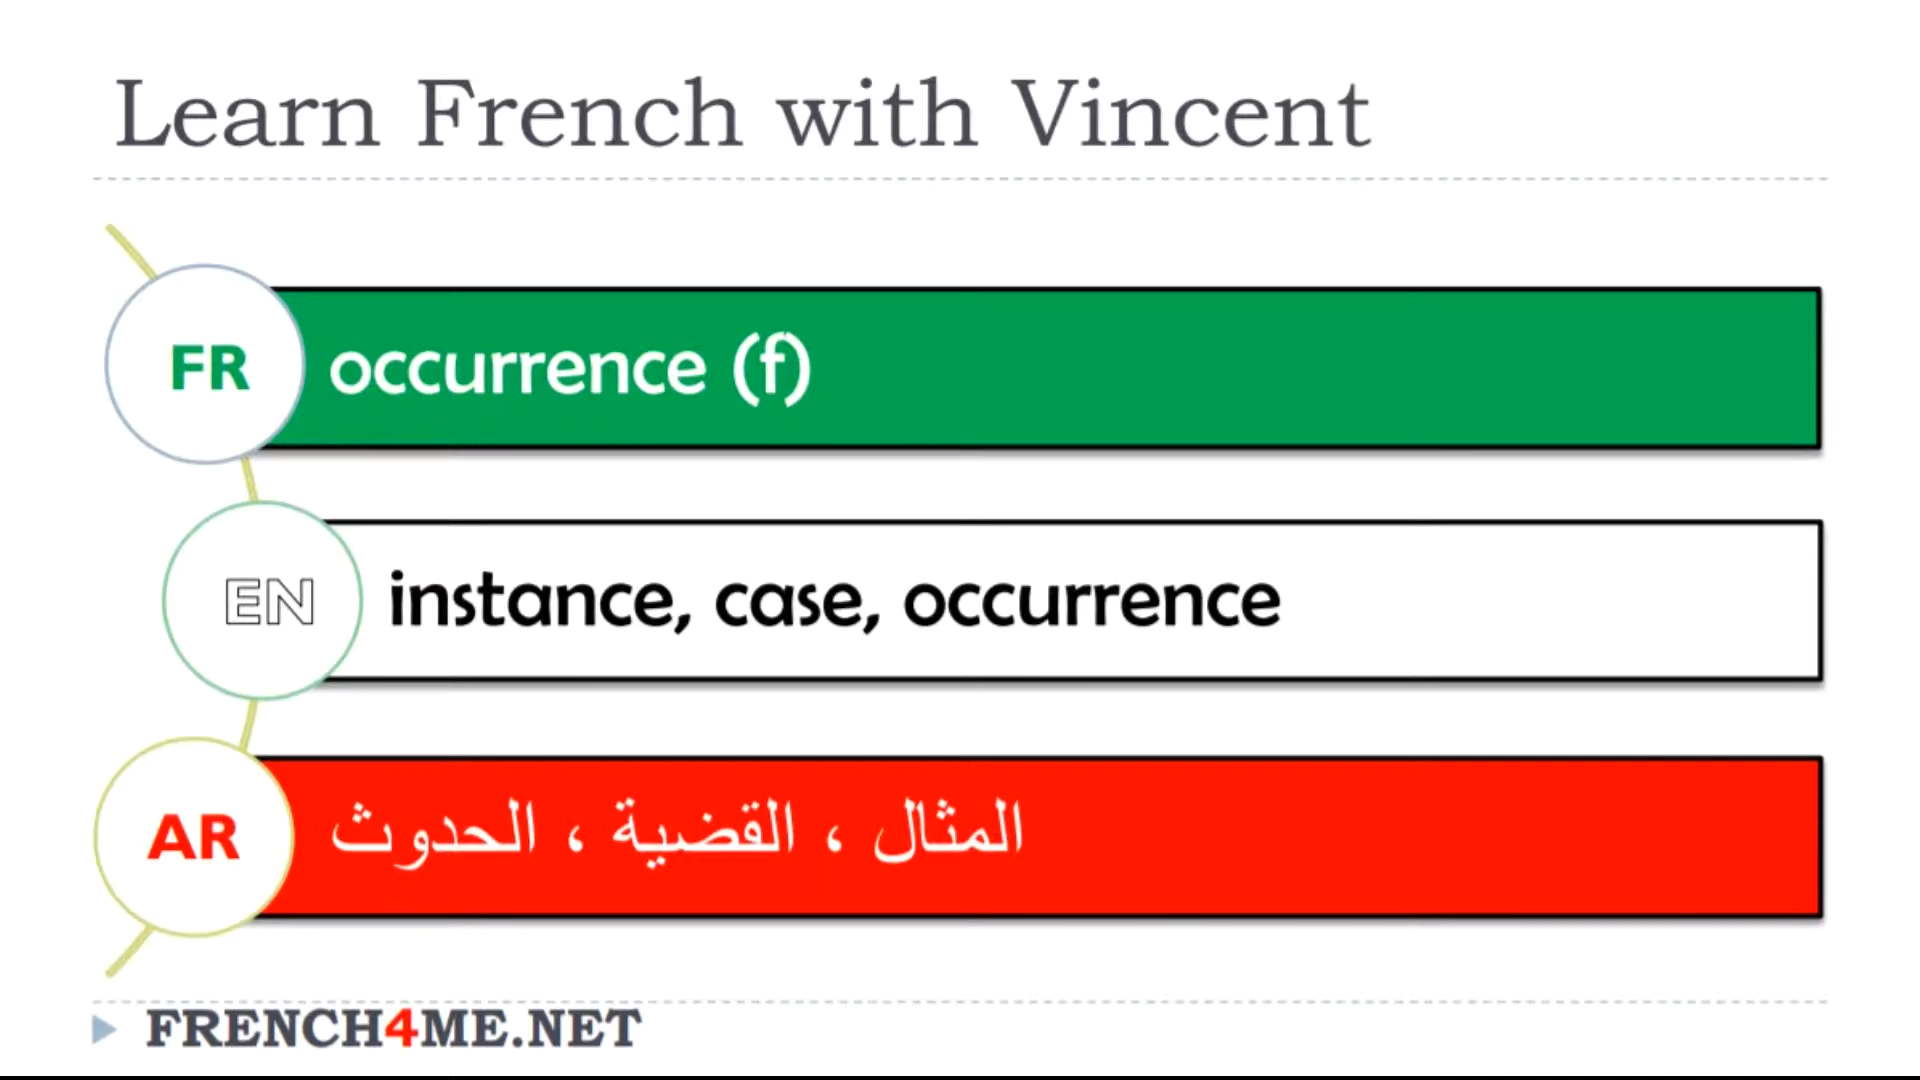 Learn French with Vincent
FR occurrence (f)
EN instance, case, occurrence
AR المثال ، القضية ، الحدوث
FRENCH4ME.NET